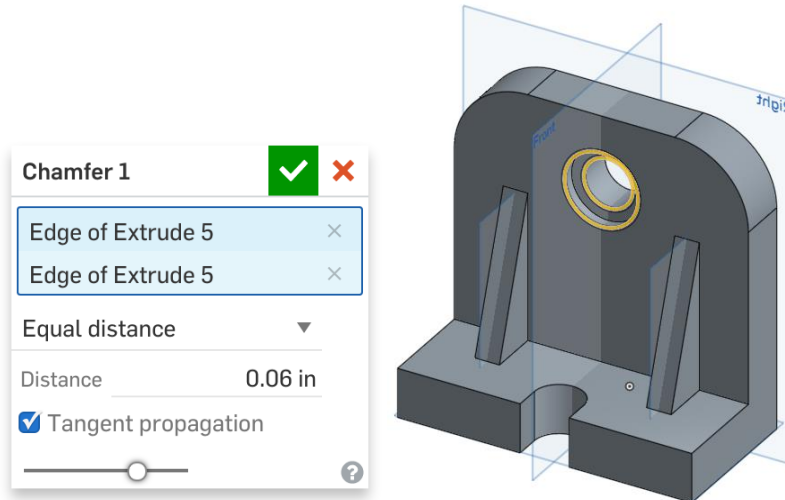 Chamfer 1
Edge of Extrude 5
Edge of Extrude 5
Equal distance
Distance 0.06 in
Tangent propagation
?
Front
Right